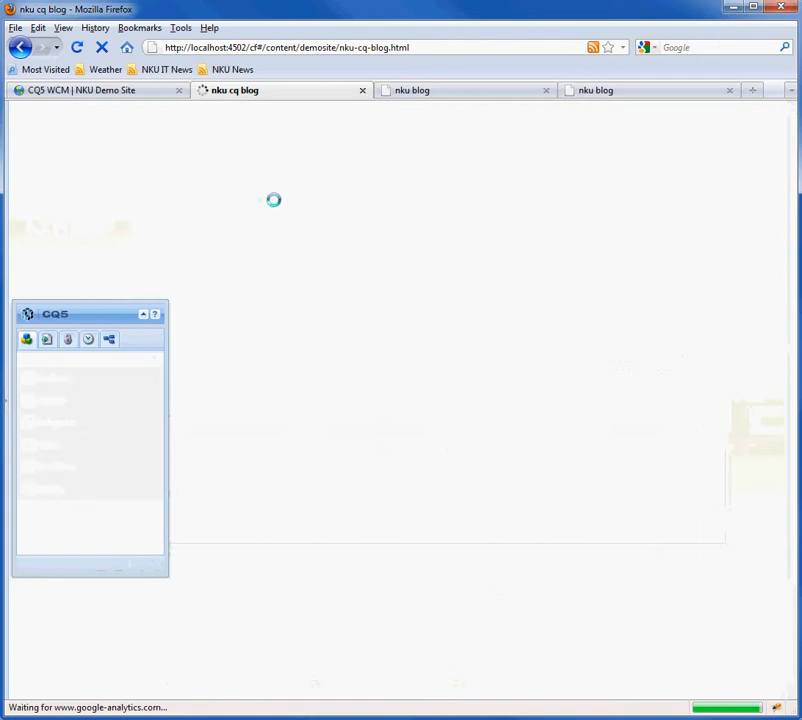 nku cq blog - Mozilla Firefox
File Edit View History Bookmarks Tools Help
http://localhost:4502/cf#/content/demosite/nku-cq-blog.html Google
Most Visited Weather NKU IT News NKU News
CQ5 WCM | NKU Demo Site nku cq blog nku blog nku blog
CQ5
Waiting for www.google-analytics.com...